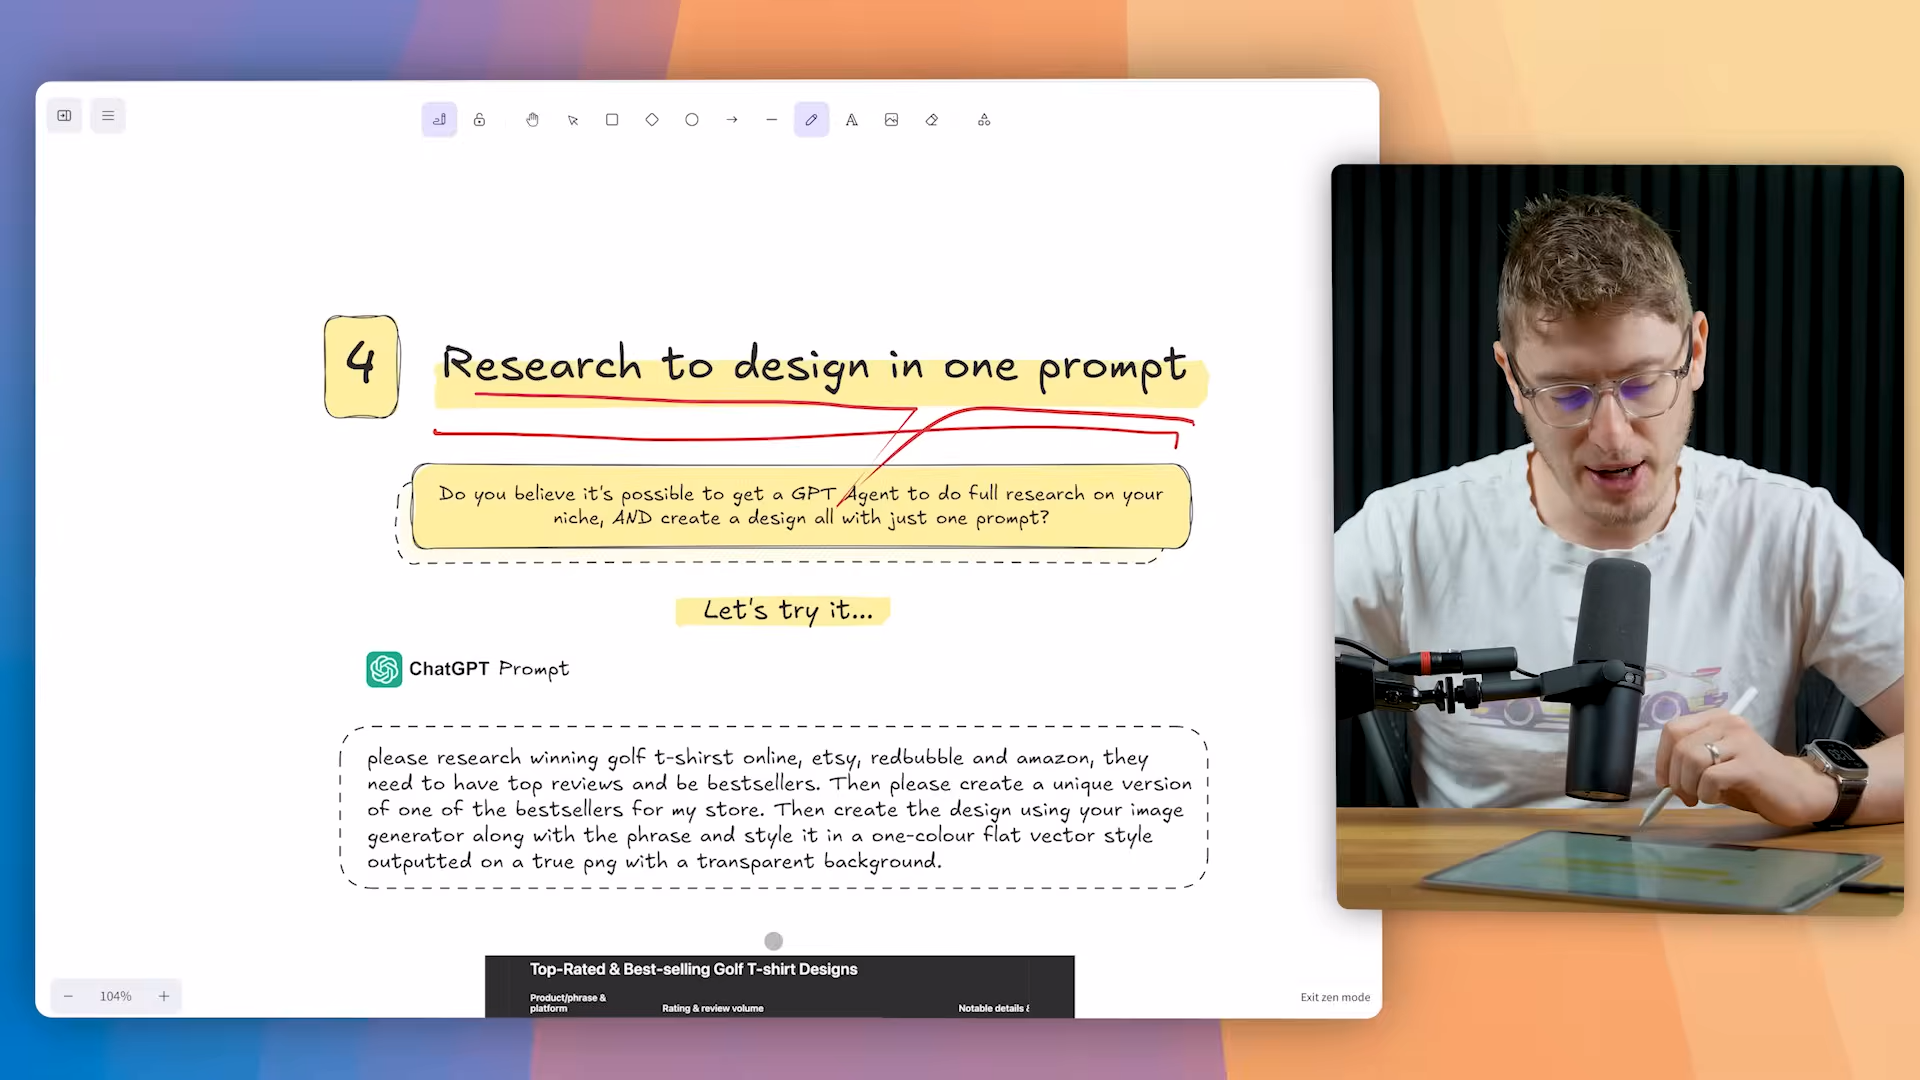 4
Research to design in one prompt
Do you believe it's possible to get a GPT Agent to do full research on your
niche, AND create a design all with just one prompt?
Let's try it...
ChatGPT Prompt
please research winning golf t-shirst online, etsy, redbubble and amazon, they
need to have top reviews and be bestsellers. Then please create a unique version
of one of the bestsellers for my store. Then create the design using your image
generator along with the phrase and style it in a one-colour flat vector style
outputted on a true png with a transparent background.
Top-Rated & Best-selling Golf T-shirt Designs
Product/phrase &
platform
Rating & review volume
Notable details
104%
Exit zen mode